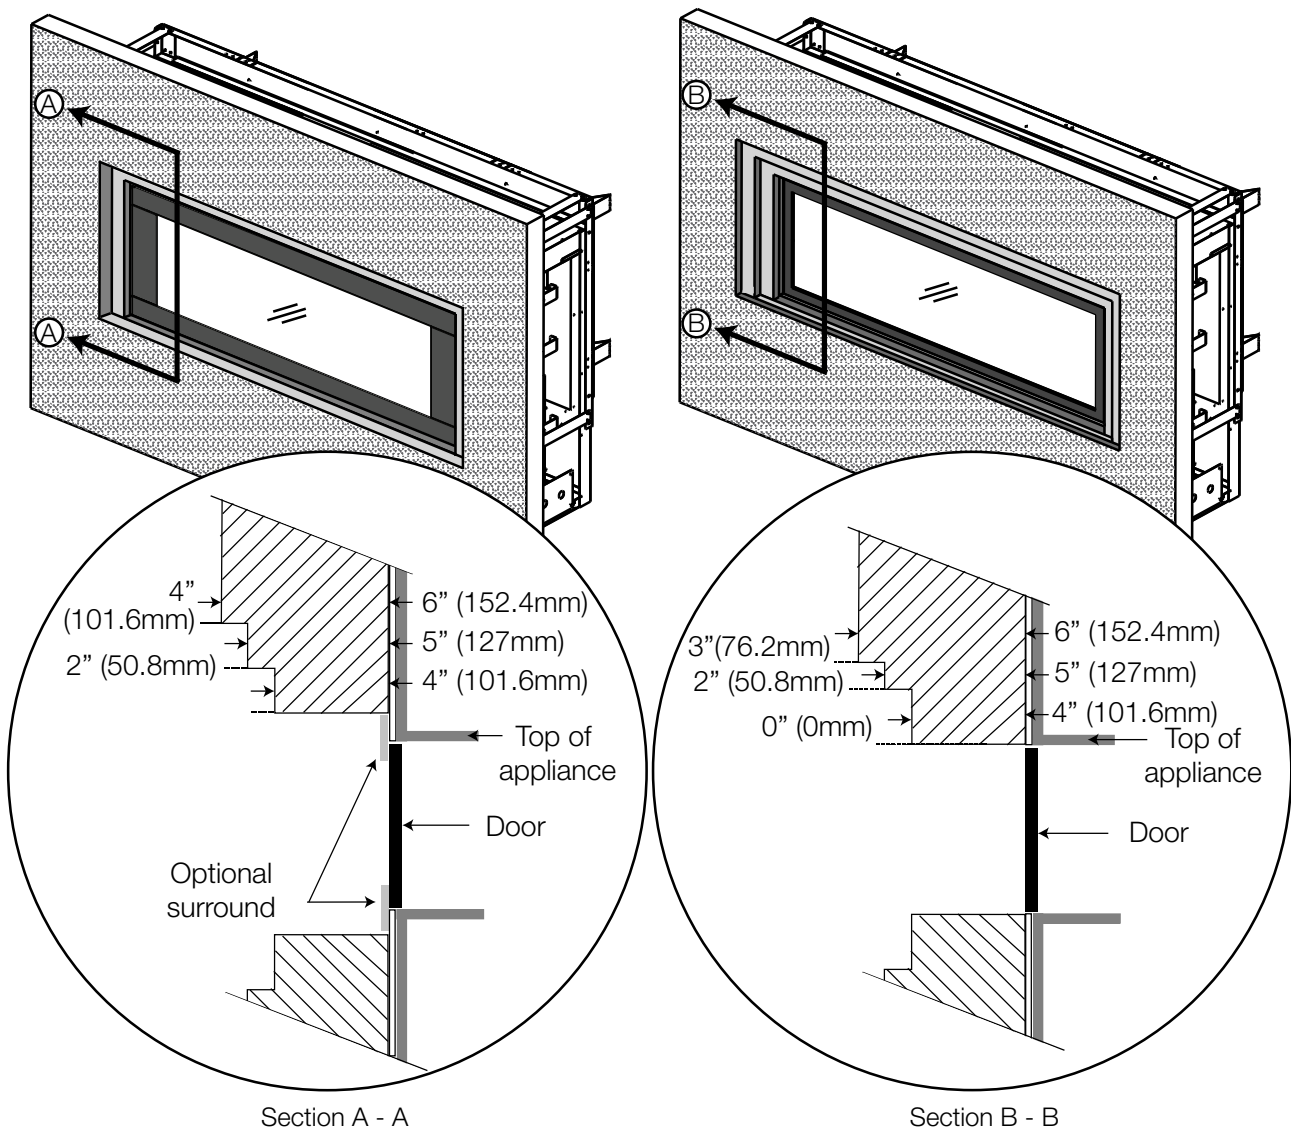 A
A
B
B
4”
(101.6mm)
2” (50.8mm)
6” (152.4mm)
5” (127mm)
4” (101.6mm)
Top of
appliance
Door
Optional
surround
Section A - A
3”(76.2mm)
2” (50.8mm)
0” (0mm)
6” (152.4mm)
5” (127mm)
4” (101.6mm)
Top of
appliance
Door
Section B - B